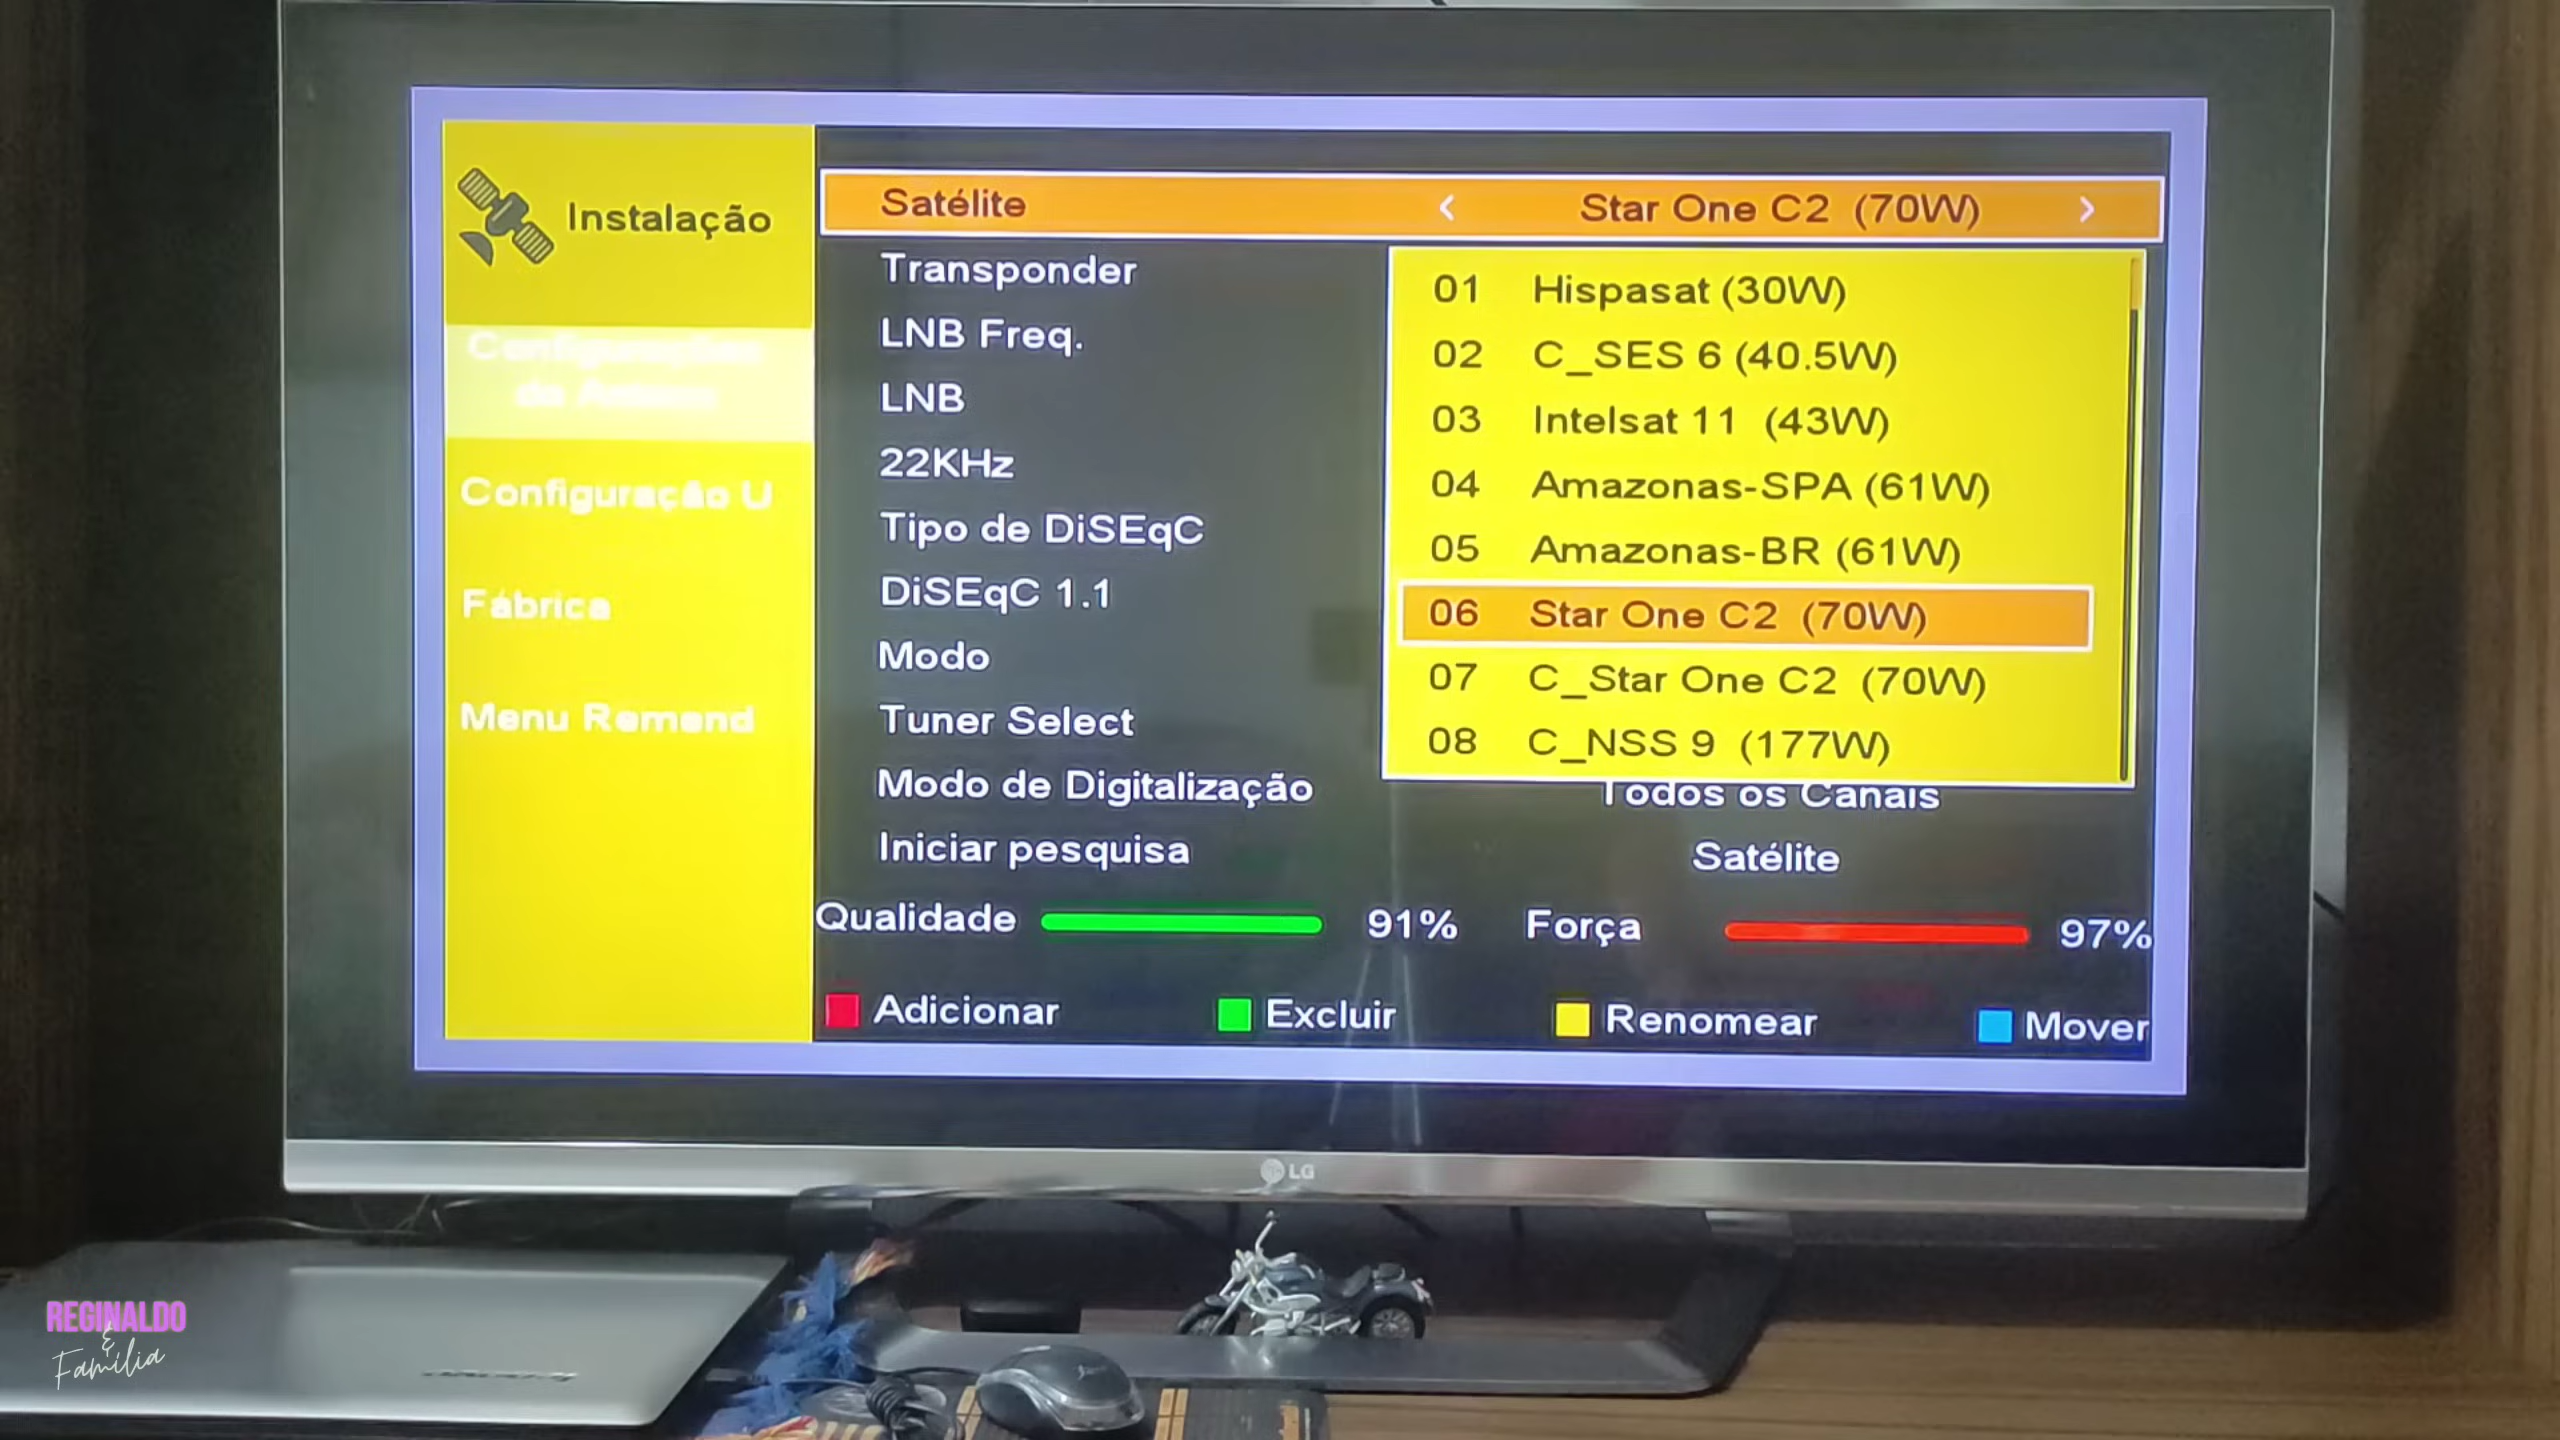 Instalação
Configurações
de Antena
Configuração U
Fábrica
Menu Remend
Satélite < Star One C2 (70W) >
Transponder
LNB Freq.
LNB
22KHz
Tipo de DiSEqC
DiSEqC 1.1
Modo
Tuner Select
Modo de Digitalização Todos os Canais
Iniciar pesquisa Satélite
01 Hispasat (30W)
02 C_SES 6 (40.5W)
03 Intelsat 11 (43W)
04 Amazonas-SPA (61W)
05 Amazonas-BR (61W)
06 Star One C2 (70W)
07 C_Star One C2 (70W)
08 C_NSS 9 (177W)
Qualidade 91% Força 97%
Adicionar Excluir Renomear Mover
LG
REGINALDO
&
Família